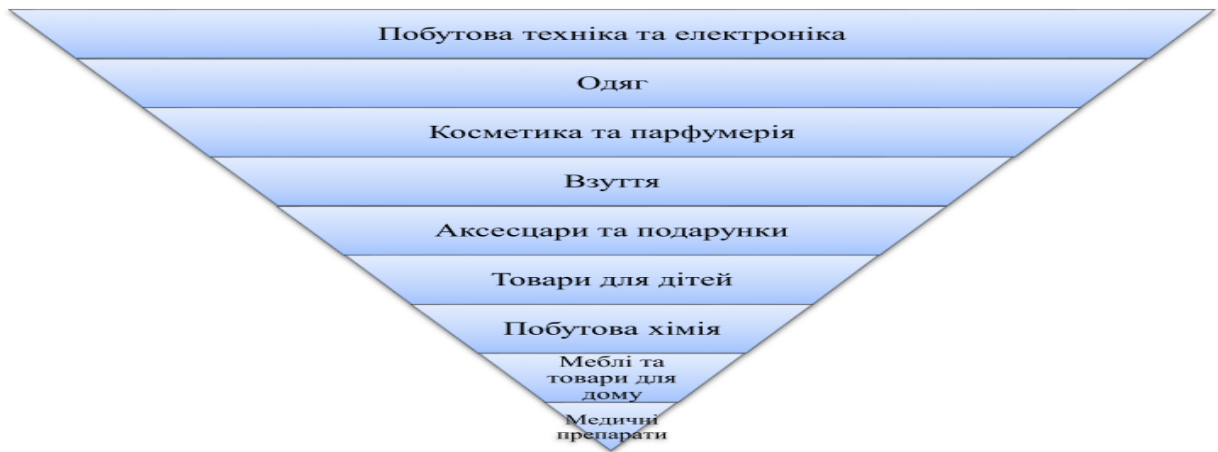 Побутова техніка та електроніка
Одяг
Косметика та парфумерія
Взуття
Аксесцари та подарунки
Товари для дітей
Побутова хімія
Меблі та
товари для
дому
Медичні
препарати